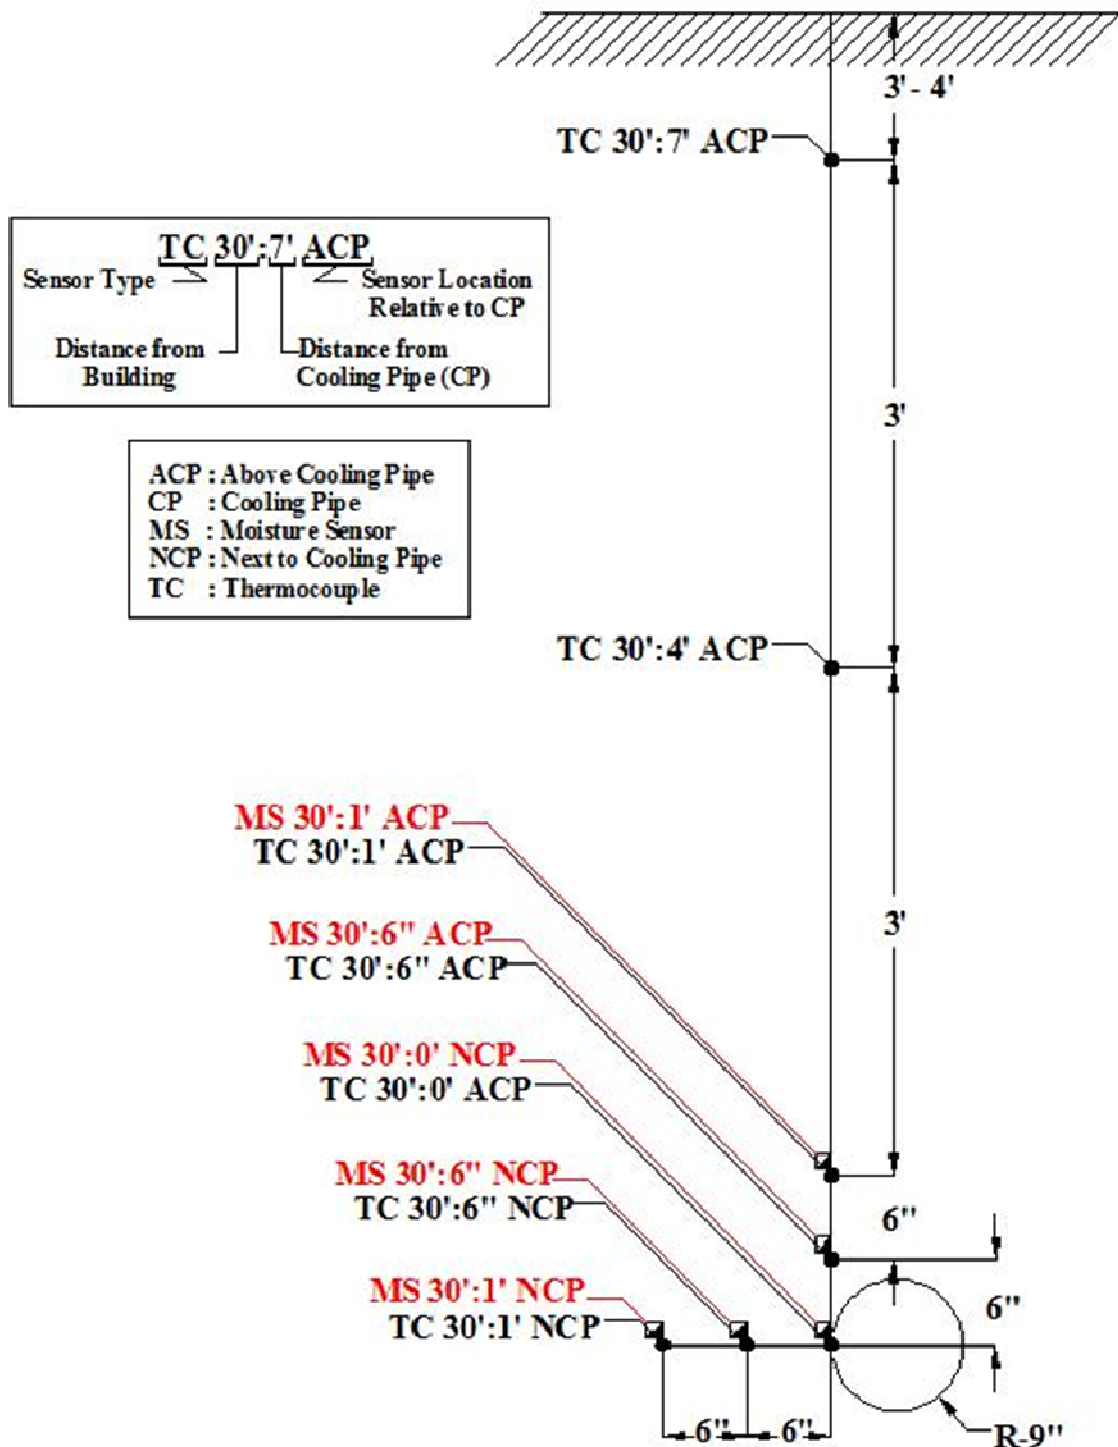 3'- 4'
TC 30':7' ACP
TC 30':7' ACP
Sensor Type
Sensor Location
Relative to CP
Distance from
Building
Distance from
Cooling Pipe (CP)
3'
ACP : Above Cooling Pipe
CP : Cooling Pipe
MS : Moisture Sensor
NCP : Next to Cooling Pipe
TC : Thermocouple
TC 30':4' ACP
MS 30':1' ACP
TC 30':1' ACP
3'
MS 30':6" ACP
TC 30':6" ACP
MS 30':0' NCP
TC 30':0' ACP
MS 30':6" NCP
TC 30':6" NCP
6"
MS 30':1' NCP
TC 30':1' NCP
6"
6"
6"
R-9"